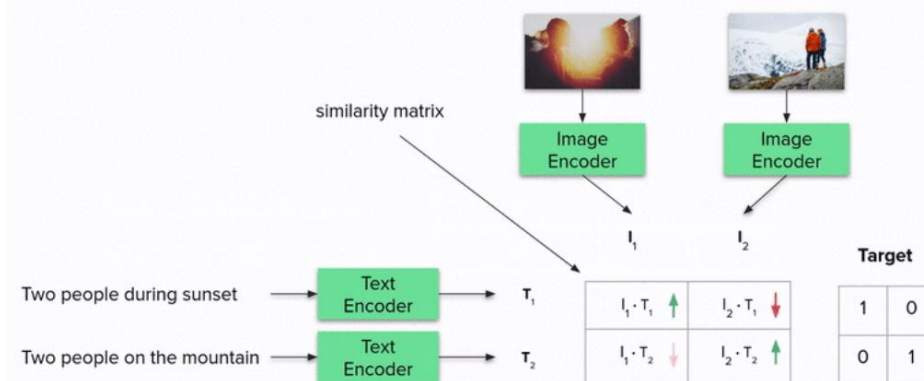 similarity matrix
Image
Encoder
Image
Encoder
I₁
I₂
Target
Two people during sunset
Text
Encoder
T₁
I₁ · T₁
I₂ · T₁
1 0
Two people on the mountain
Text
Encoder
T₂
I₁ · T₂
I₂ · T₂
0 1